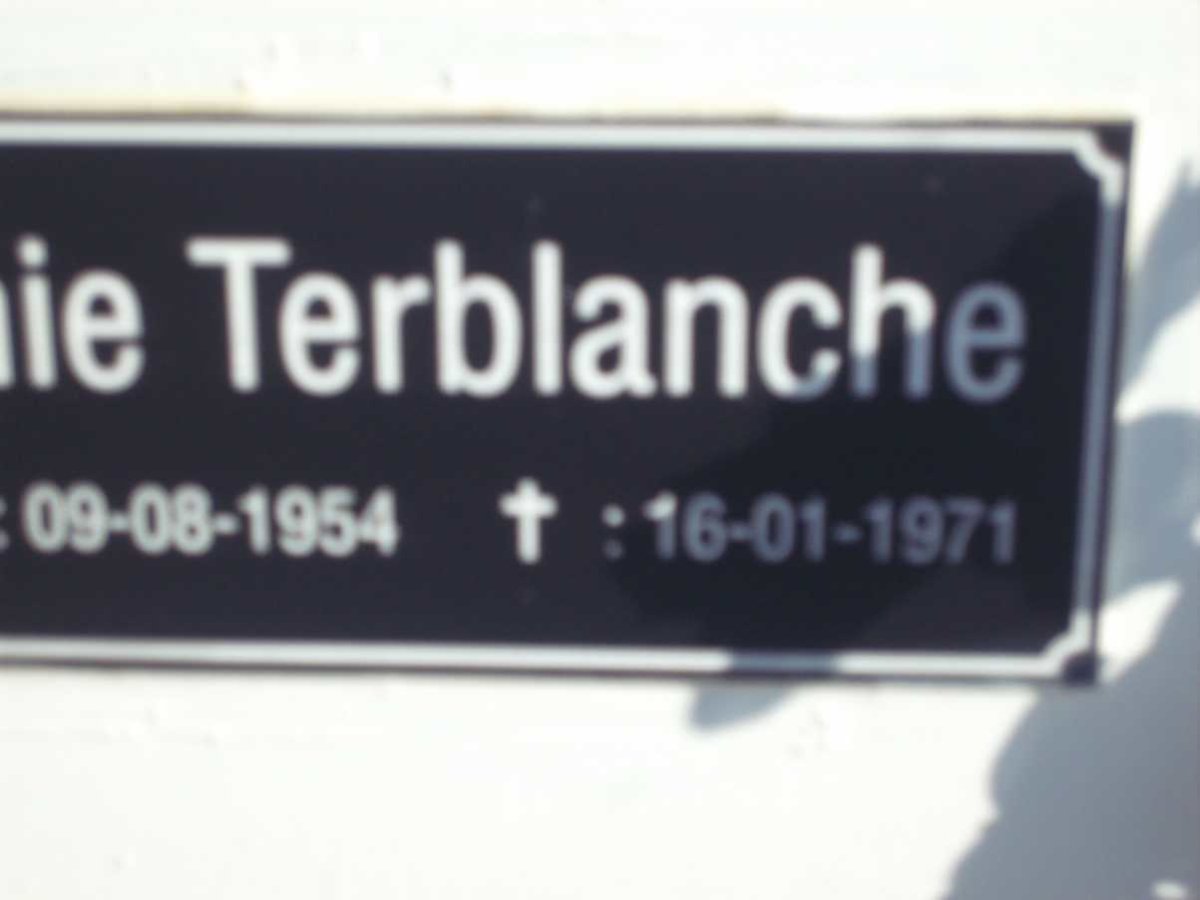 Terblanche
: 09-08-1954 ✝ : 16-01-1971